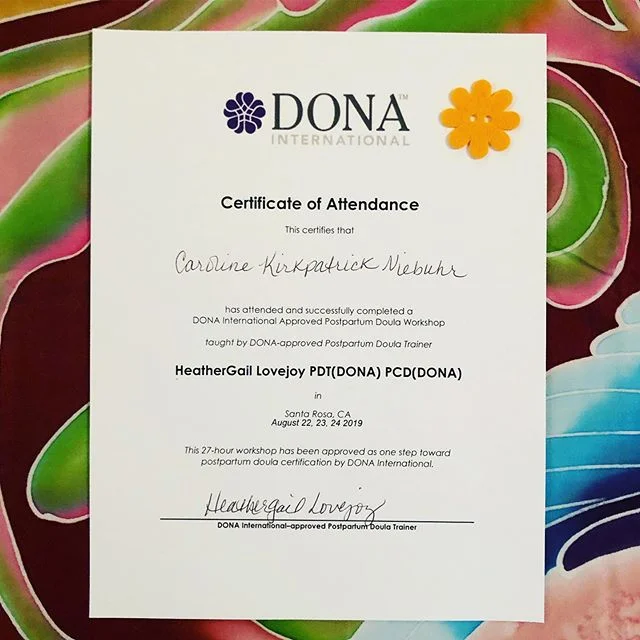 DONA™
INTERNATIONAL
Certificate of Attendance
This certifies that
Caroline Kirkpatrick Niebuhr
has attended and successfully completed a
DONA International Approved Postpartum Doula Workshop
taught by DONA-approved Postpartum Doula Trainer
HeatherGail Lovejoy PDT(DONA) PCD(DONA)
in
Santa Rosa, CA
August 22, 23, 24 2019
This 27-hour workshop has been approved as one step toward
postpartum doula certification by DONA International.
Heathergail Lovejoy
DONA International–approved Postpartum Doula Trainer